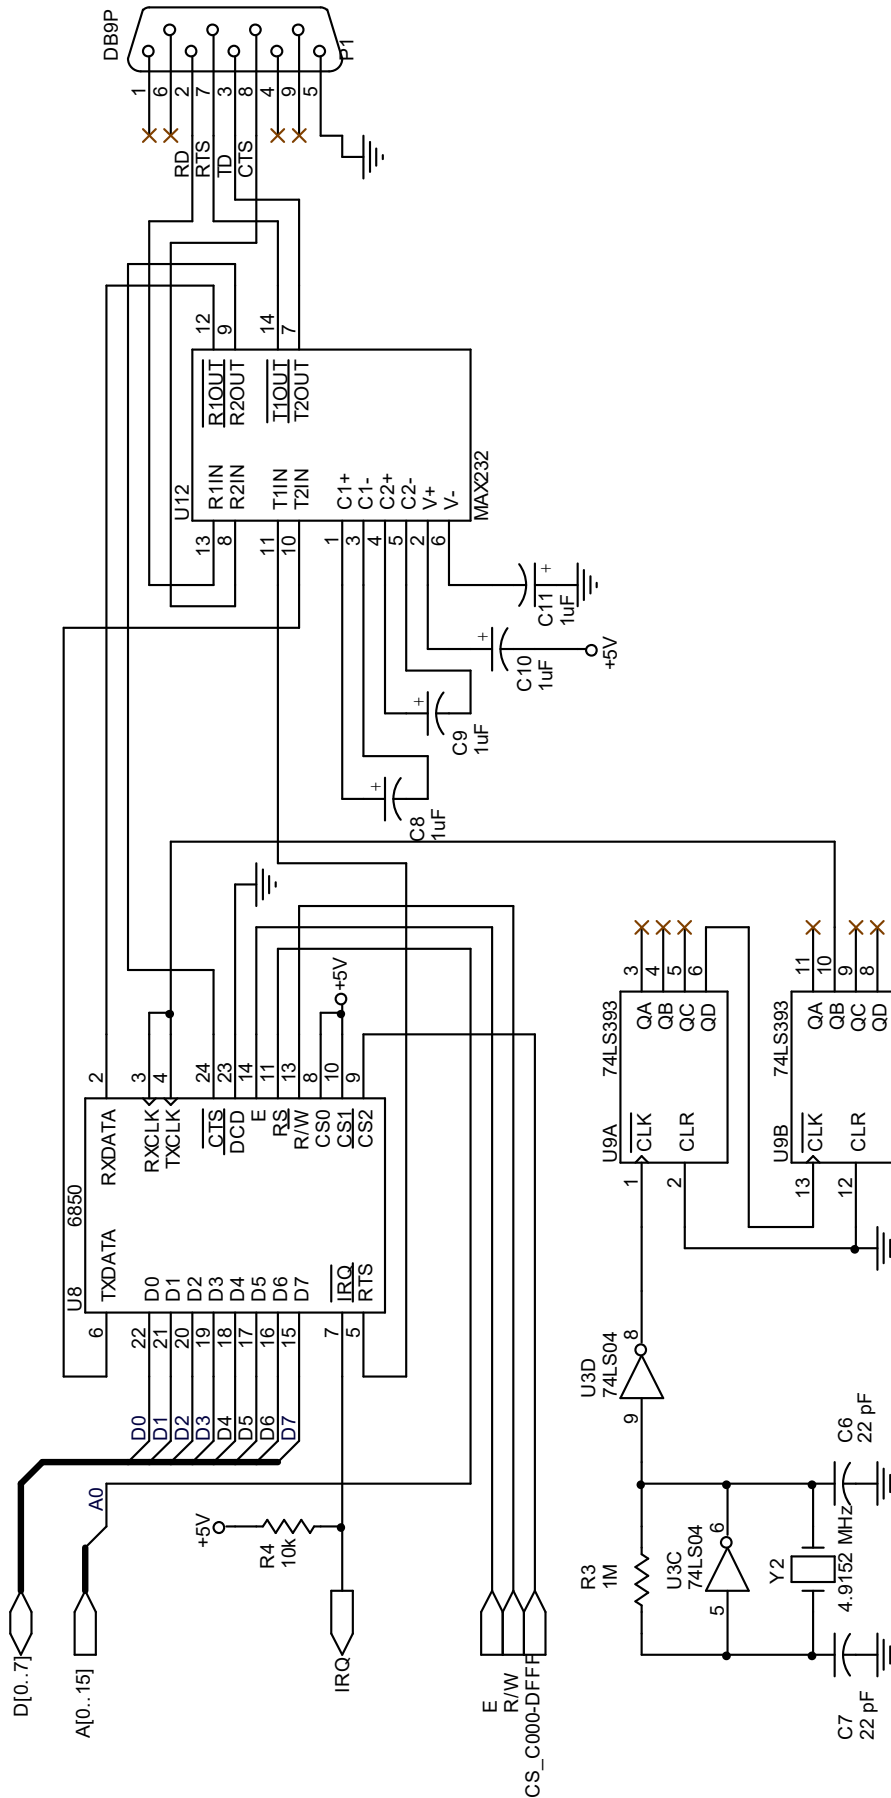 DB9P
P1
1
6
2
7
3
8
4
9
5
RD
RTS
TD
CTS
12
9
14
7
R1OUT
R2OUT
T1OUT
T2OUT
U12
R1IN
R2IN
T1IN
T2IN
C1+
C1-
C2+
C2-
V+
V-
MAX232
13
8
11
10
1
3
4
5
2
6
+
C11
1uF
+
C10
1uF
+5V
+
C9
1uF
+
C8
1uF
2
3
4
24
23
14
11
13
8
10
9
+5V
U8
6850
RXDATA
RXCLK
TXCLK
CTS
DCD
E
RS
R/W
CS0
CS1
CS2
TXDATA
D0
D1
D2
D3
D4
D5
D6
D7
IRQ
RTS
6
22
21
20
19
18
17
16
15
7
5
D0
D1
D2
D3
D4
D5
D6
D7
A0
+5V
R4
10k
D[0..7]
A[0..15]
IRQ
E
R/W
CS_C000-DFFF
U9A
74LS393
3
4
5
6
QA
QB
QC
QD
CLK
CLR
1
2
U9B
74LS393
11
10
9
8
QA
QB
QC
QD
CLK
CLR
13
12
U3D
74LS04
8
9
R3
1M
U3C
74LS04
6
5
Y2
4.9152 MHz
C6
22 pF
C7
22 pF